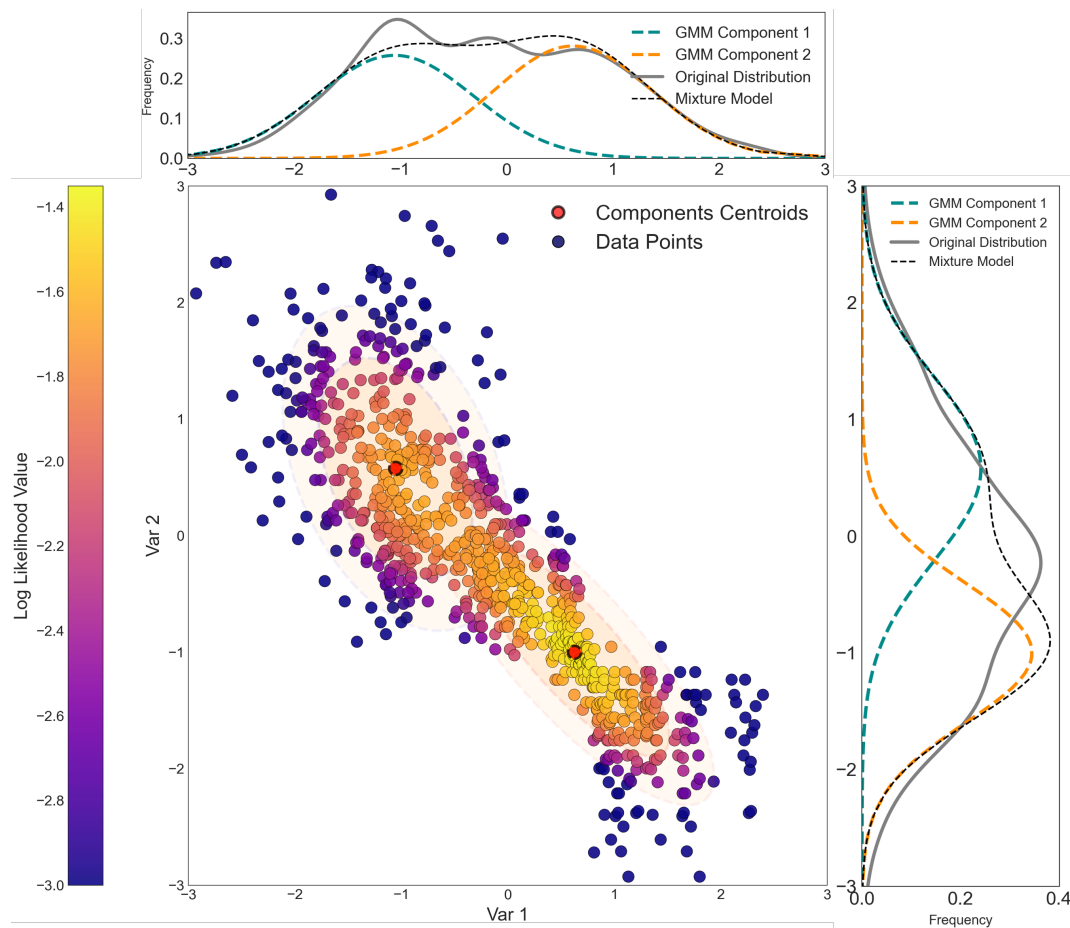 GMM Component 1
GMM Component 2
Original Distribution
Mixture Model
Frequency
0.3
0.2
0.1
0.0
−3 −2 −1 0 1 2 3
Log Likelihood Value
−1.4
−1.6
−1.8
−2.0
−2.2
−2.4
−2.6
−2.8
−3.0
Components Centroids
Data Points
Var 2
3
2
1
0
−1
−2
−3
−3 −2 −1 0 1 2 3
Var 1
GMM Component 1
GMM Component 2
Original Distribution
Mixture Model
3
2
1
0
−1
−2
−3
0.0 0.2 0.4
Frequency